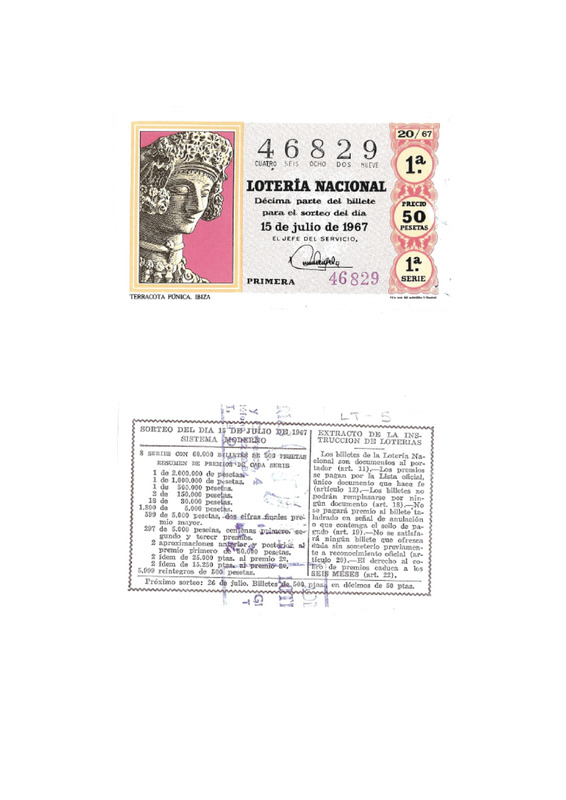 20/67
46829
CUATRO SEIS OCHO DOS NUEVE
1.ª
LOTERÍA NACIONAL
Décima parte del billete
para el sorteo del día
15 de julio de 1967
EL JEFE DEL SERVICIO,
PRECIO
50
PESETAS
PRIMERA
46829
1.ª
SERIE
TERRACOTA PÚNICA. IBIZA
LT-5
SORTEO DEL DIA 15 DE JULIO DE 1967
SISTEMA MODERNO
8 SERIES CON 60.000 BILLETES DE 500 PESETAS
RESUMEN DE PREMIOS DE CADA SERIE
1 de 2.000.000 de pesetas.
1 de 1.000.000 de pesetas.
1 de 500.000 pesetas.
2 de 150.000 pesetas.
de pesetas.
5.000 pesetas.
599 de 5.000 pesetas, dos cifras finales pre-
mio mayor.
297 de 5.000 pesetas, centenas primero, se-
gundo y tercer premios.
2 aproximaciones anterior y posterior al
premio primero de pesetas.
2 ídem de 25.000 ptas. al premio 2º.
2 ídem de 15.250 ptas. al premio
5.999 reintegros de 500 pesetas.
EXTRACTO DE LA INS-
TRUCCION DE LOTERIAS
Los billetes de la Lotería Na-
cional son documentos al por-
tador (art. 11).—Los premios
se pagan por la Lista oficial,
único documento que hace fe
(artículo 12).—Los billetes no
podrán remplazarse por nin-
gún documento (art. 18).—No
se pagará premio al billete ta-
ladrado en señal de anulación
o que contenga el sello de pa-
gado (art. 19).—No se satisfa-
rá ningún billete que ofrezca
duda sin someterlo previamen-
te a reconocimiento oficial (ar-
tículo 20).—El derecho al co-
bro de premios caduca a los
SEIS MESES (art. 22).
Próximo sorteo: 26 de julio. Billetes de 500 ptas. en décimos de 50 ptas.